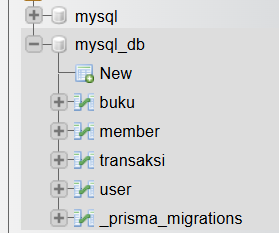 mysql
mysql_db
New
buku
member
transaksi
user
_prisma_migrations